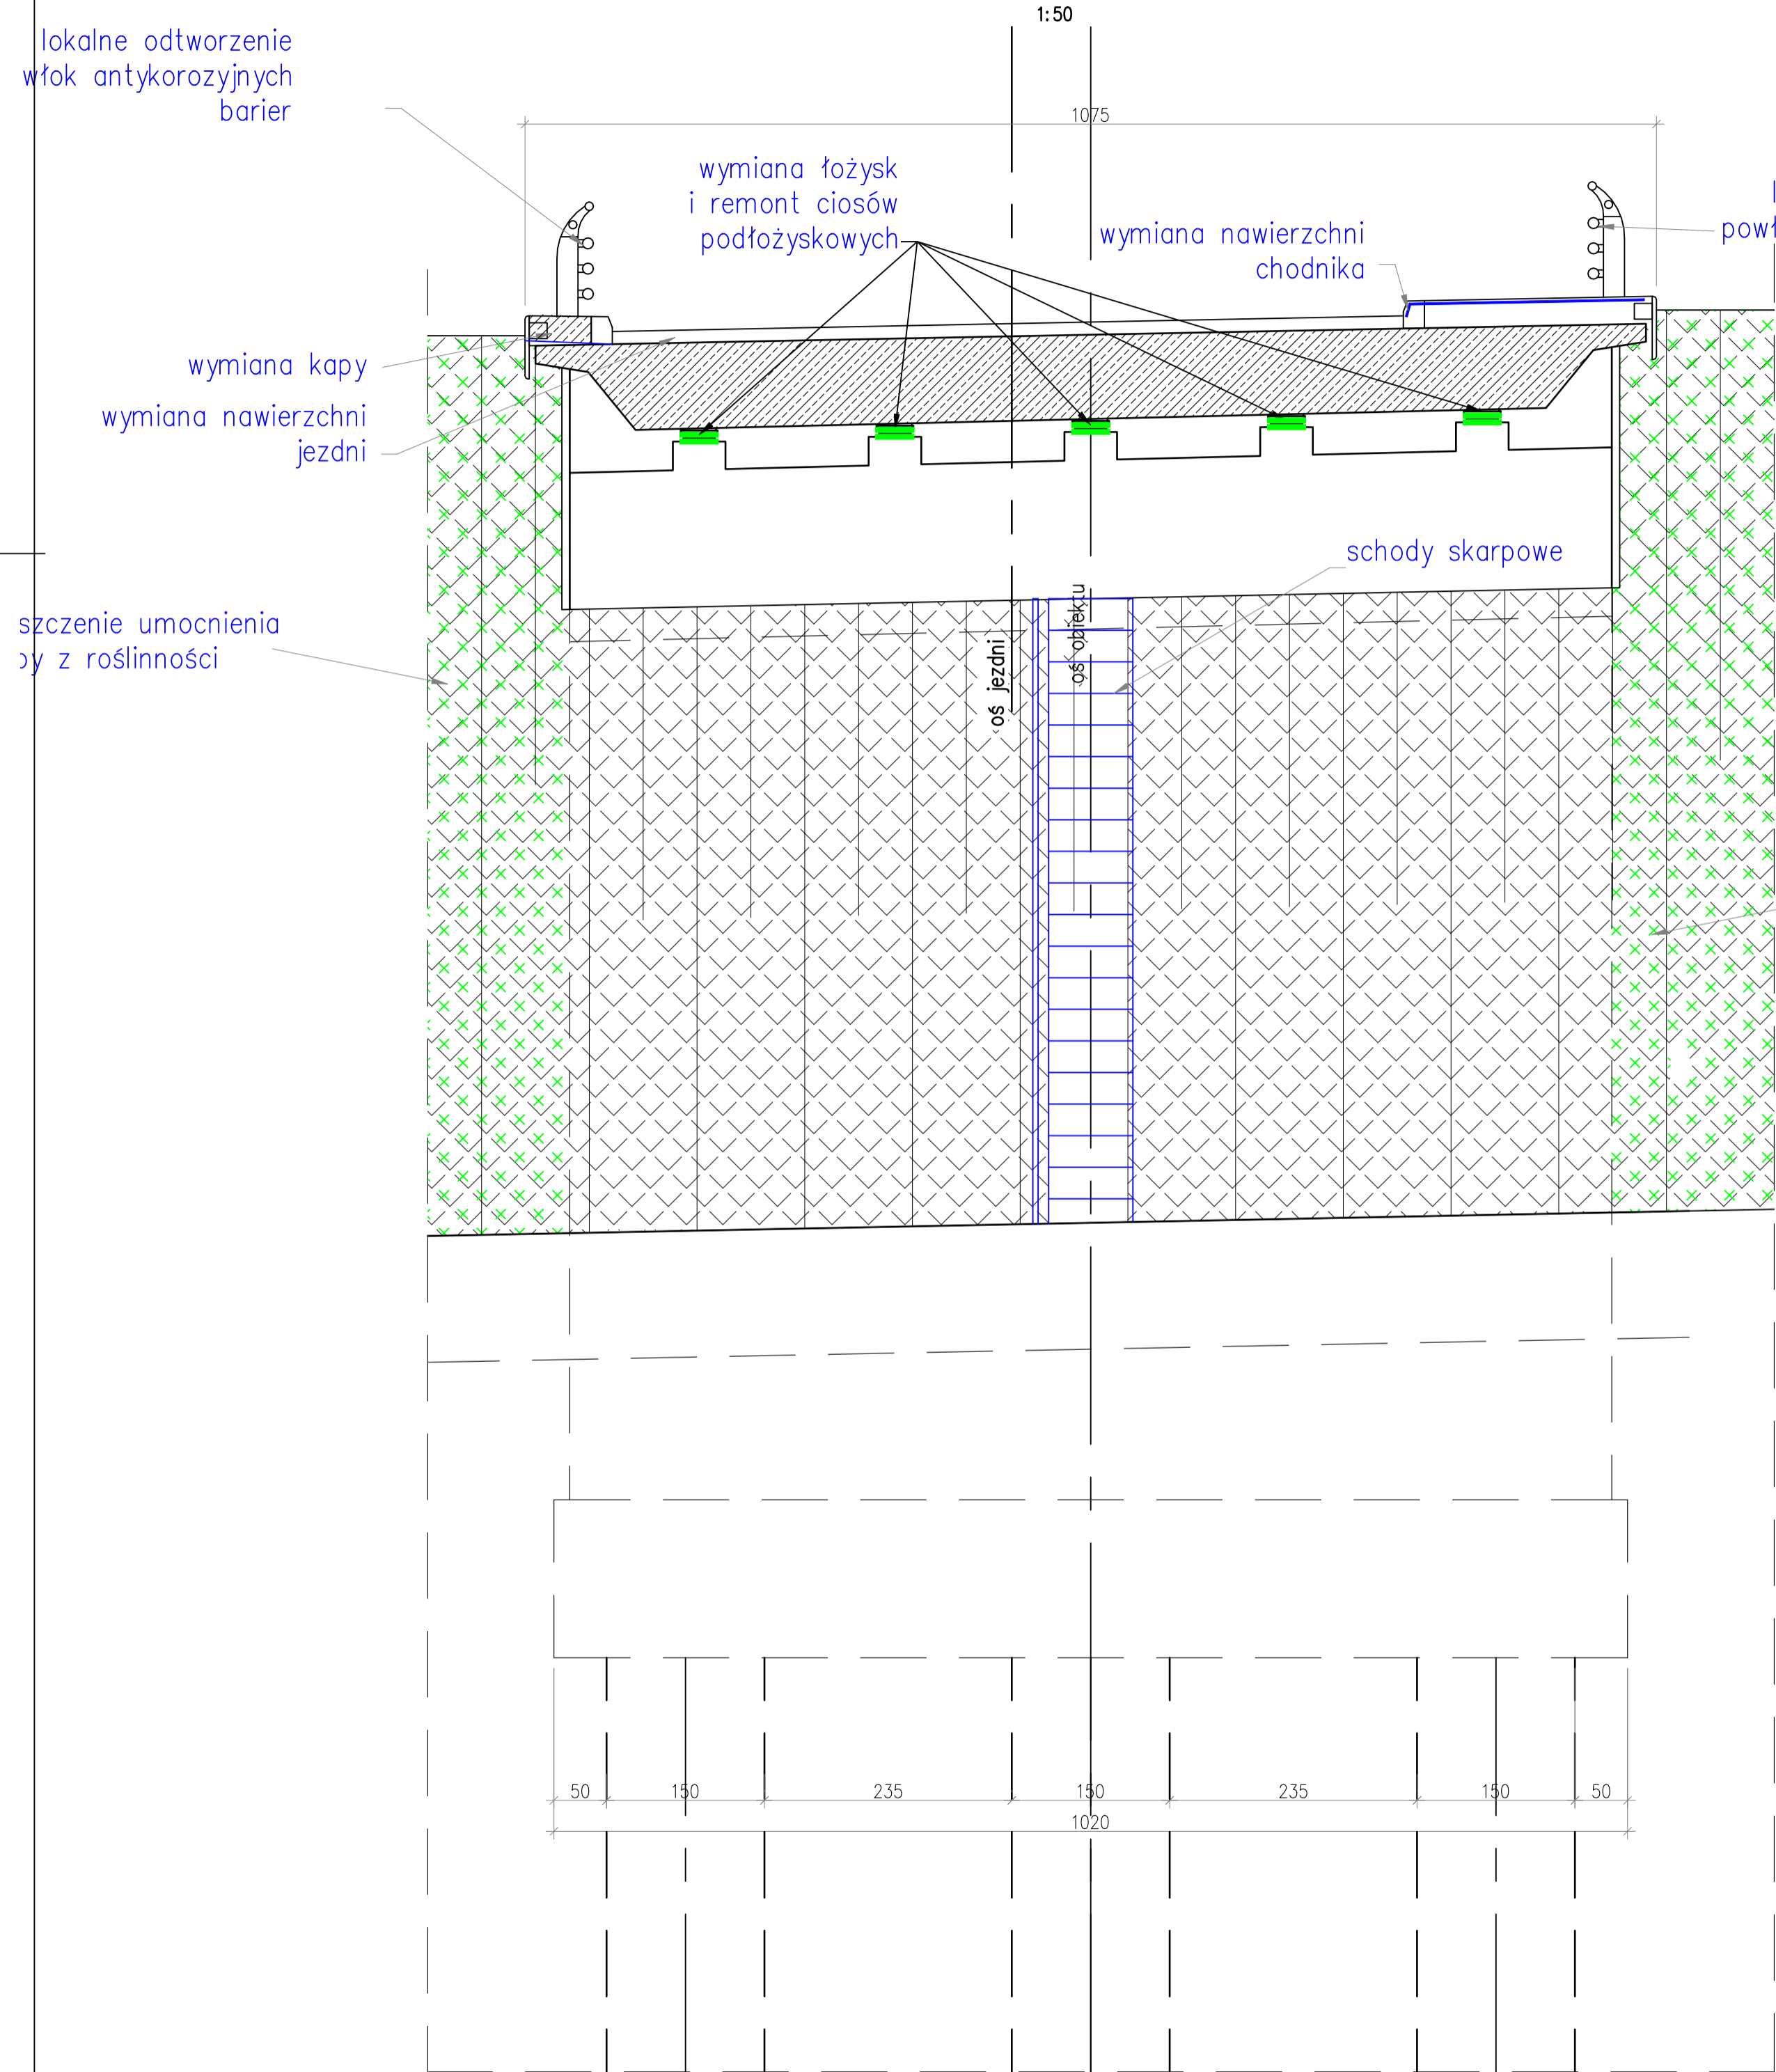 1:50
lokalne odtworzenie
włok antykorozyjnych
barier
1075
wymiana łożysk
i remont ciosów
podłożyskowych
wymiana nawierzchni
chodnika
powł
wymiana kapy
wymiana nawierzchni
jezdni
schody skarpowe
szczenie umocnienia
py z roślinności
oś jezdni
oś obiektu
50 150 235 150 235 150 50
1020